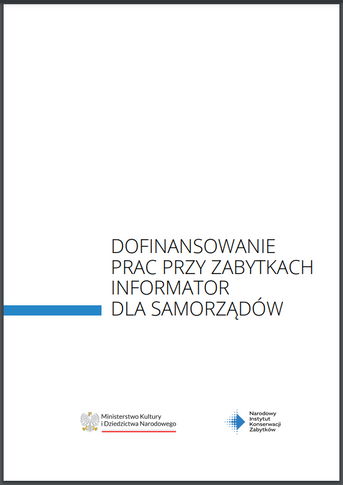 DOFINANSOWANIE
PRAC PRZY ZABYTKACH
INFORMATOR
DLA SAMORZĄDÓW
Ministerstwo Kultury
i Dziedzictwa Narodowego
Narodowy
Instytut
Konserwacji
Zabytków